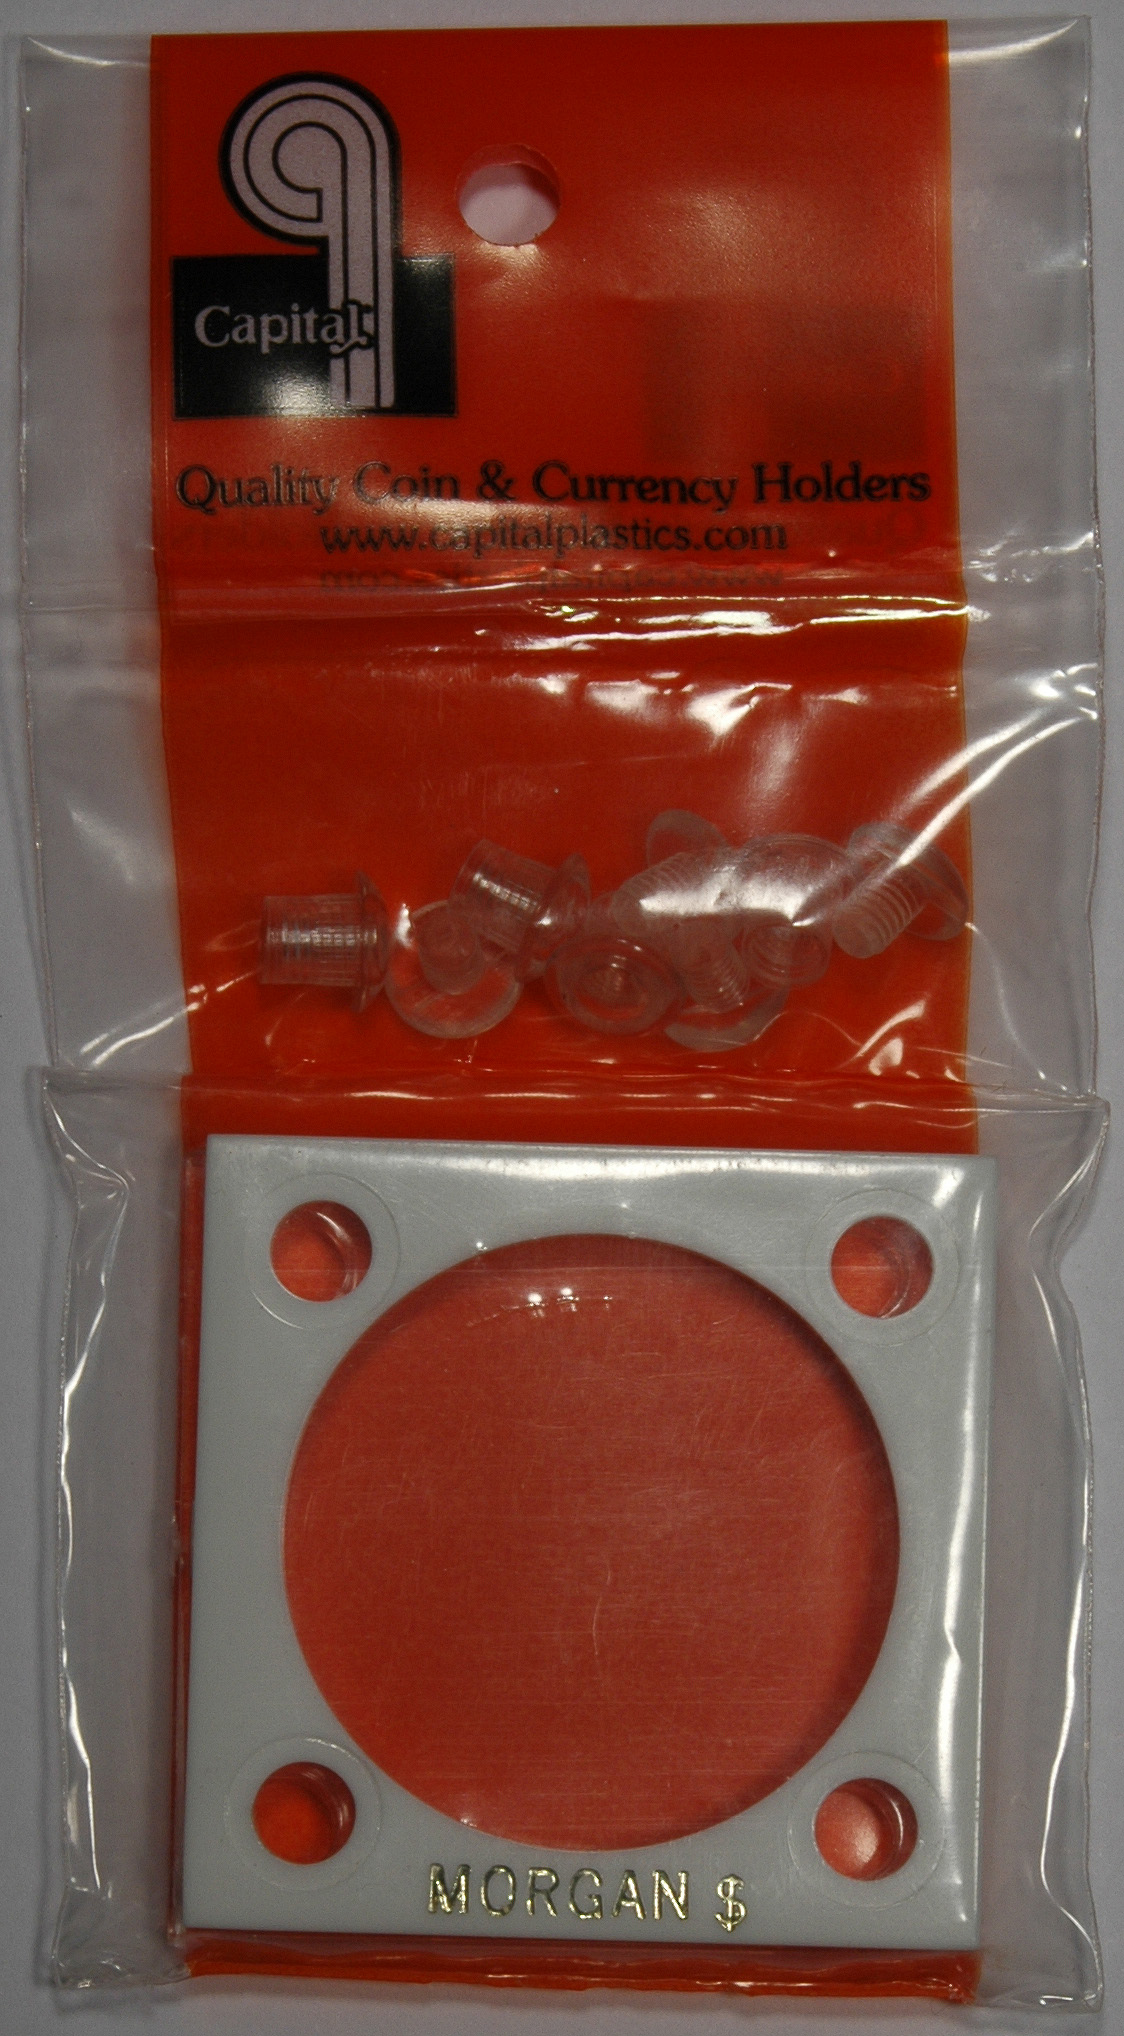 Capital
Quality Coin & Currency Holders
www.capitalplastics.com
MORGAN $